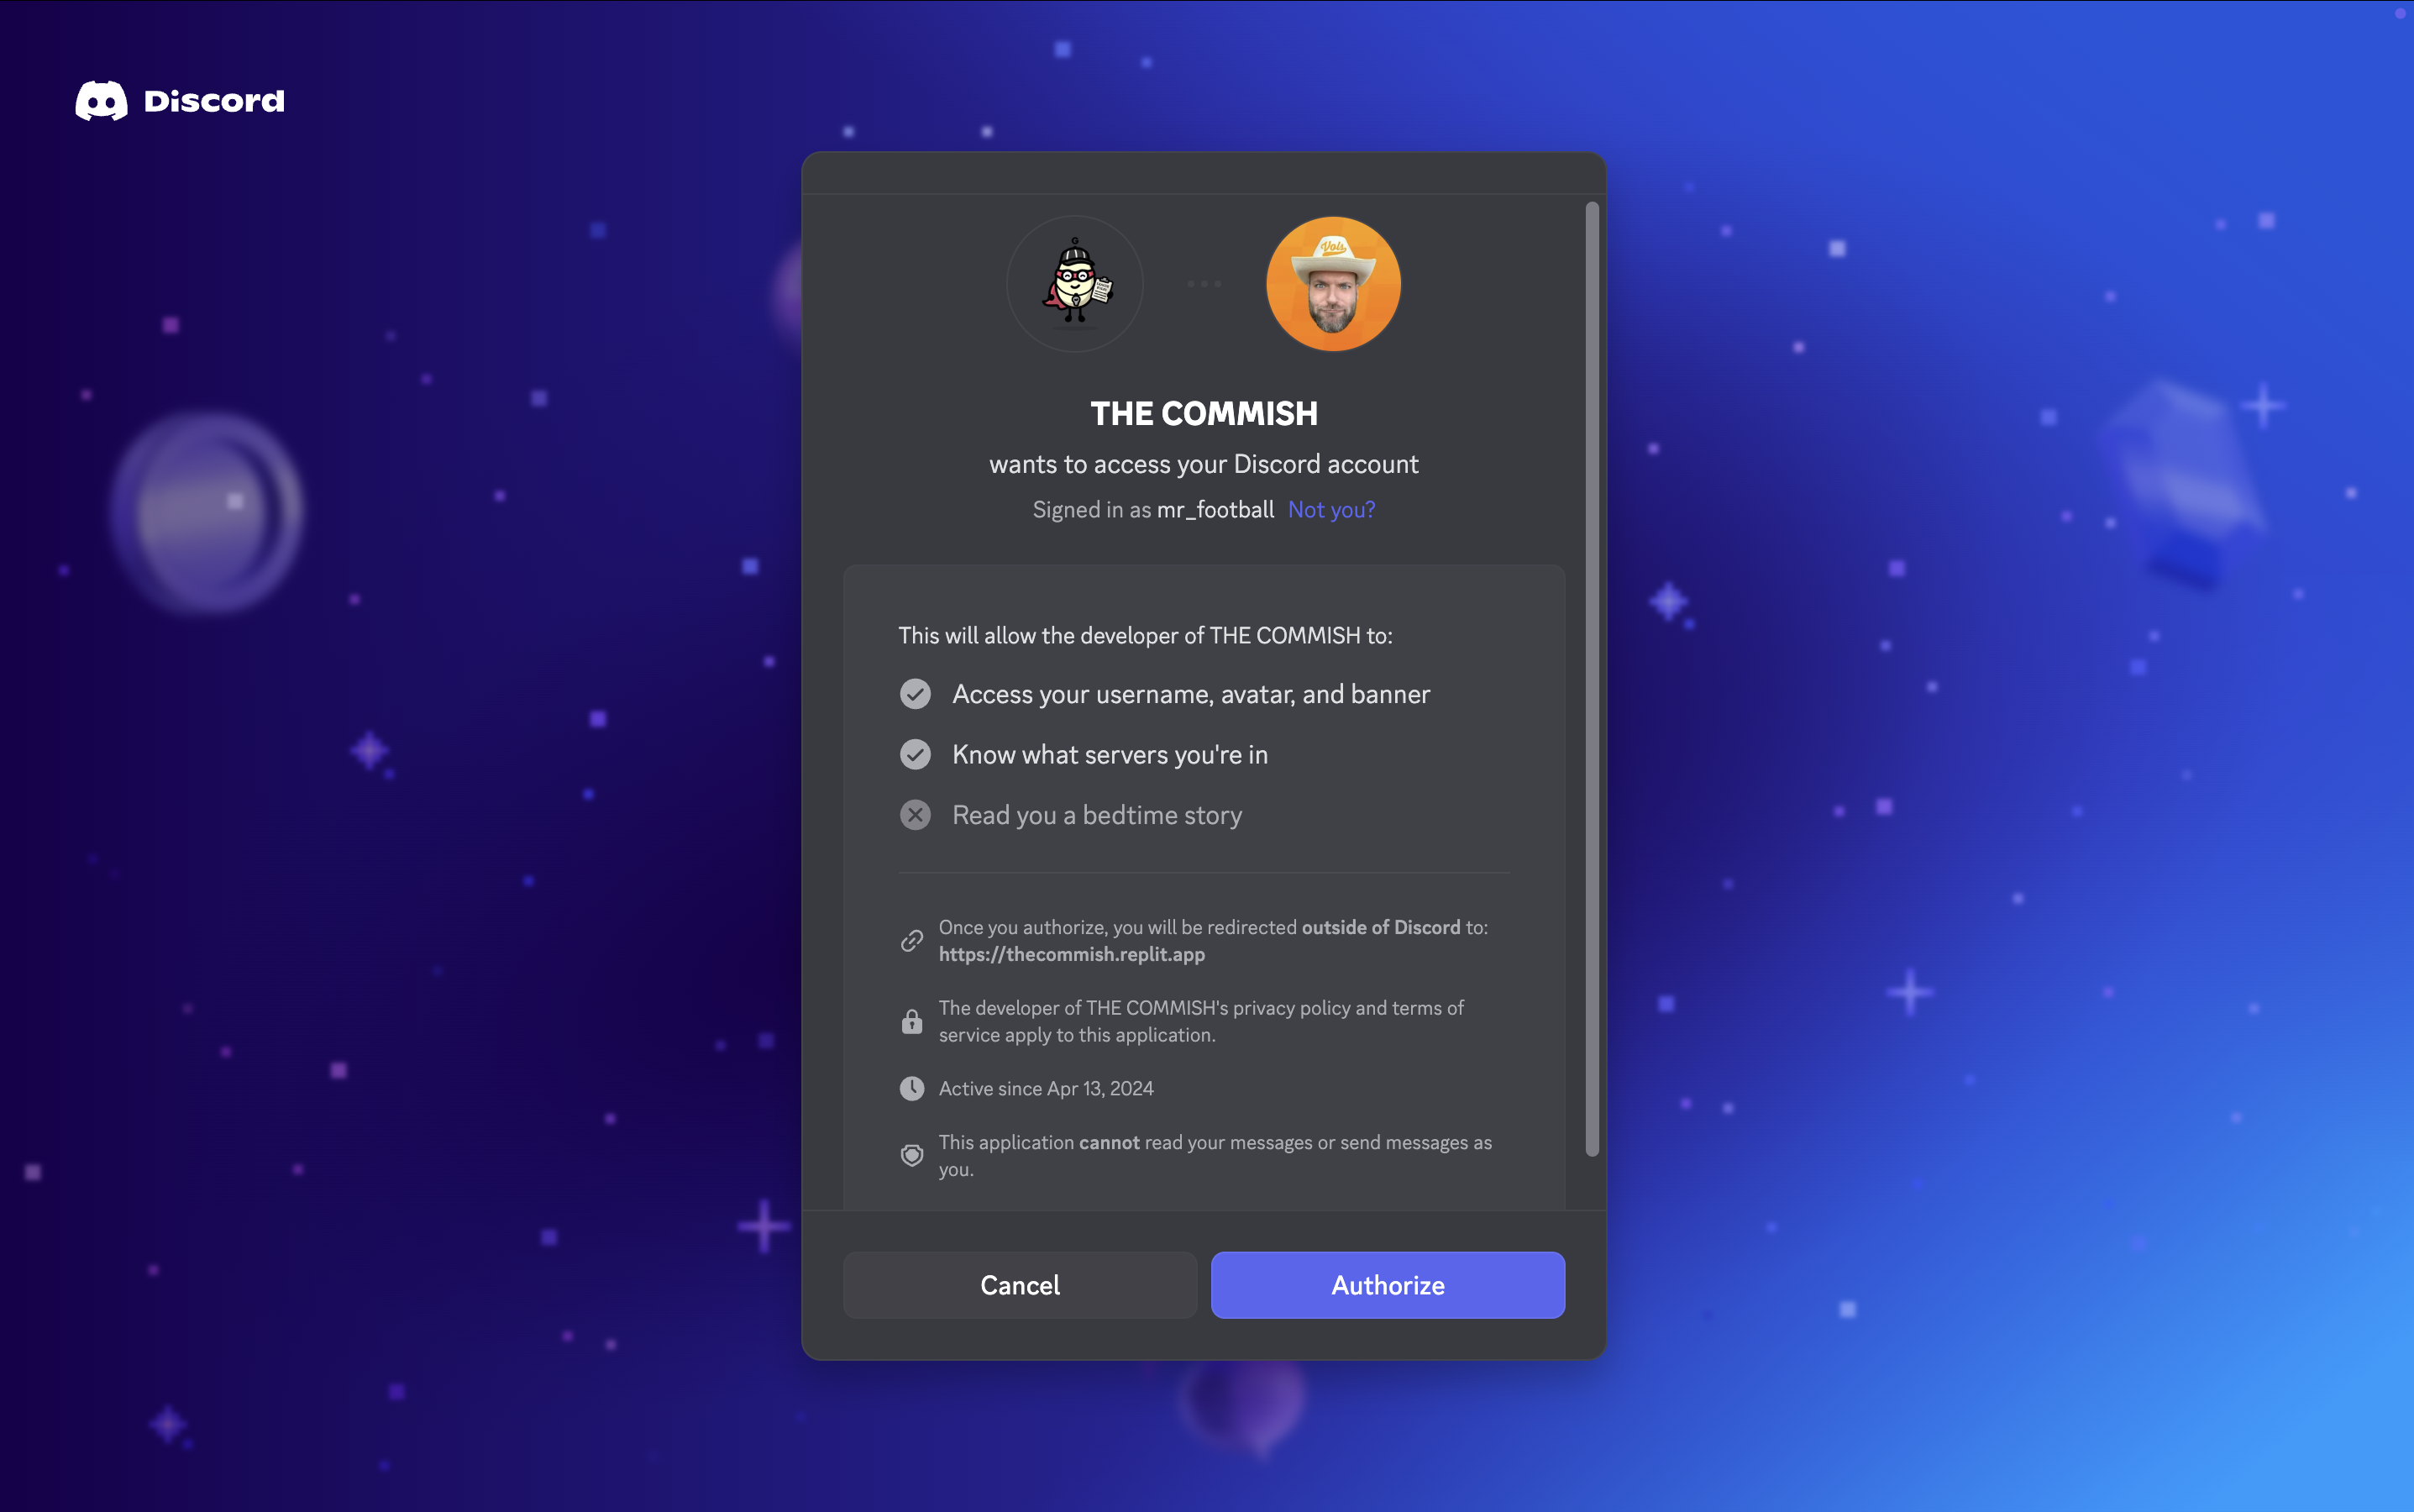 Discord
G
Vols
THE COMMISH
wants to access your Discord account
Signed in as mr_football Not you?
This will allow the developer of THE COMMISH to:
Access your username, avatar, and banner
Know what servers you're in
Read you a bedtime story
Once you authorize, you will be redirected outside of Discord to:
https://thecommish.replit.app
The developer of THE COMMISH's privacy policy and terms of
service apply to this application.
Active since Apr 13, 2024
This application cannot read your messages or send messages as
you.
Cancel
Authorize